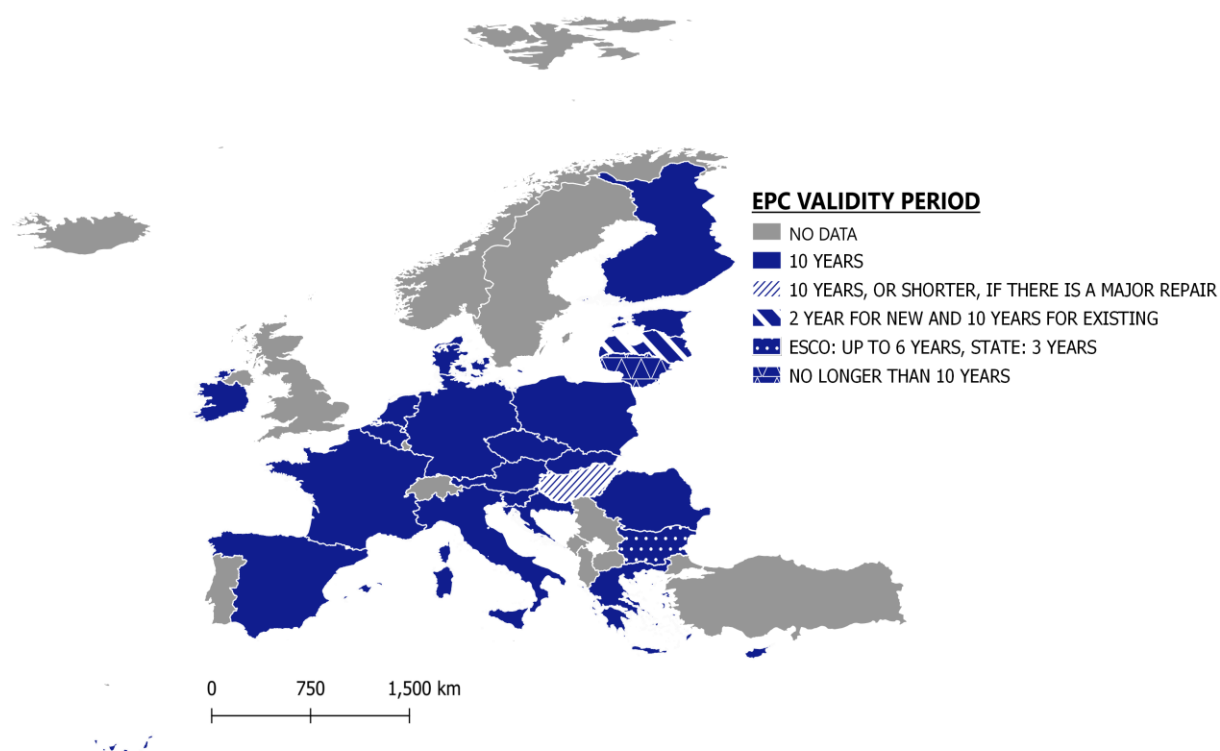 EPC VALIDITY PERIOD
NO DATA
10 YEARS
10 YEARS, OR SHORTER, IF THERE IS A MAJOR REPAIR
2 YEAR FOR NEW AND 10 YEARS FOR EXISTING
ESCO: UP TO 6 YEARS, STATE: 3 YEARS
NO LONGER THAN 10 YEARS
0 750 1,500 km